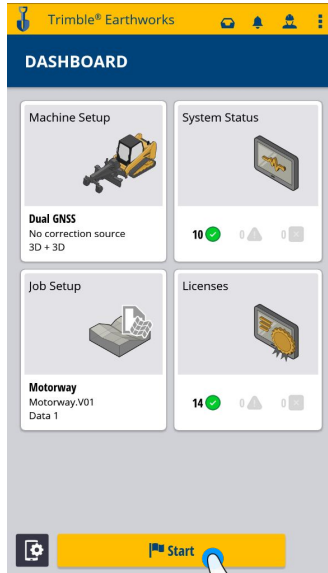 Trimble® Earthworks
DASHBOARD
Machine Setup
Dual GNSS
No correction source
3D + 3D
System Status
10 0 0
Job Setup
Motorway
Motorway.V01
Data 1
Licenses
14 0 0
Start